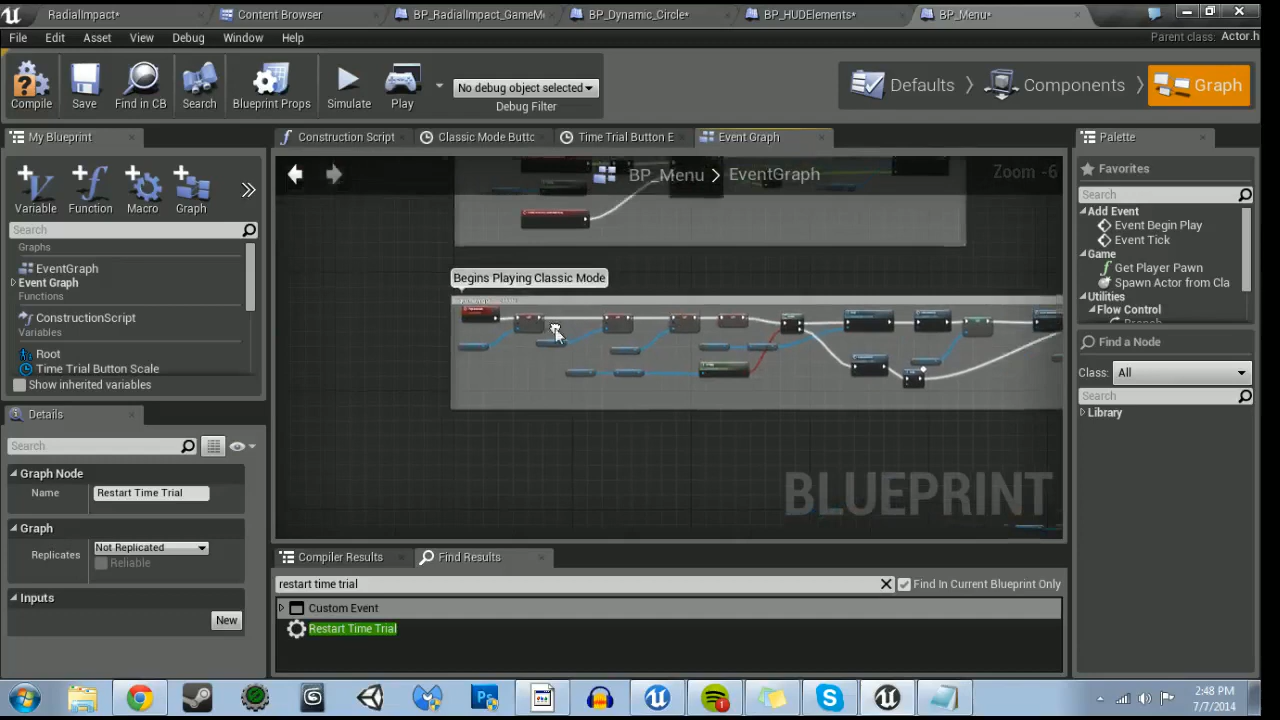 RadialImpact*
Content Browser
BP_RadialImpact_GameM
BP_Dynamic_Circle*
BP_HUDElements*
BP_Menu*
File
Edit
Asset
View
Debug
Window
Help
Parent class: Actor.h
Compile
Save
Find in CB
Search
Blueprint Props
Simulate
Play
No debug object selected
Debug Filter
Defaults
Components
Graph
My Blueprint
Variable
Function
Macro
Graph
Search
Graphs
EventGraph
Event Graph
Functions
ConstructionScript
Variables
Root
Time Trial Button Scale
Show inherited variables
Details
Search
Graph Node
Name
Restart Time Trial
Graph
Replicates
Not Replicated
Reliable
Inputs
New
Construction Script
Classic Mode Buttc
Time Trial Button E
Event Graph
BP_Menu > EventGraph
Zoom -6
Begins Playing Classic Mode
BLUEPRINT
Compiler Results
Find Results
restart time trial
Find In Current Blueprint Only
Custom Event
Restart Time Trial
Palette
Favorites
Search
Add Event
Event Begin Play
Event Tick
Game
Get Player Pawn
Spawn Actor from Cla
Utilities
Flow Control
Find a Node
Class:
All
Search
Library
2:48 PM
7/7/2014